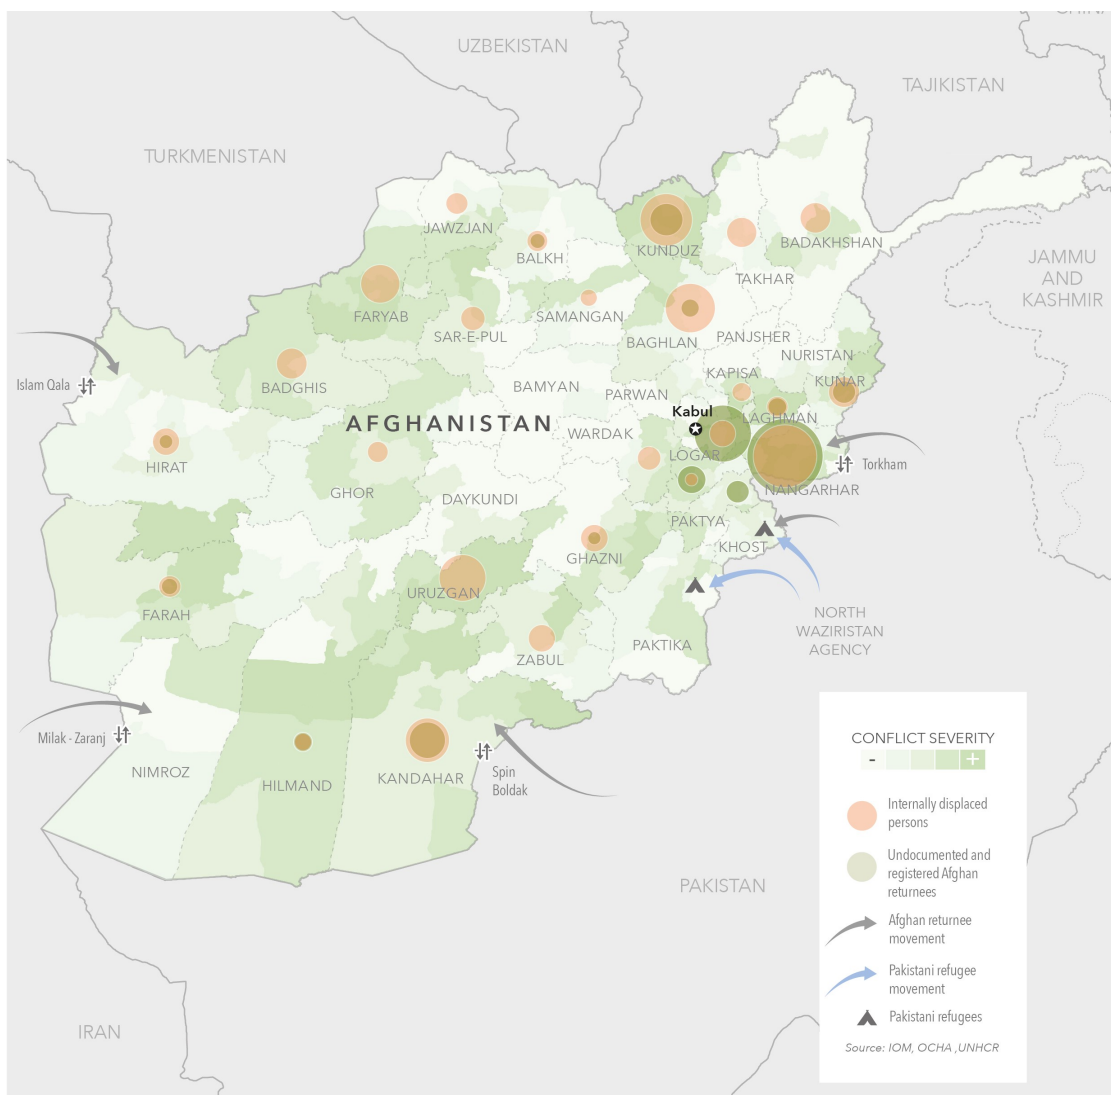 CHINA
UZBEKISTAN
TAJIKISTAN
TURKMENISTAN
JAWZJAN
BALKH
KUNDUZ
BADAKHSHAN
TAKHAR
JAMMU
AND
KASHMIR
FARYAB
SAR-E-PUL
SAMANGAN
BAGHLAN
PANJSHER
NURISTAN
Islam Qala
BADGHIS
BAMYAN
PARWAN
KAPISA
KUNAR
Kabul
LAGHMAN
AFGHANISTAN
WARDAK
LOGAR
HIRAT
Torkham
GHOR
DAYKUNDI
NANGARHAR
PAKTYA
KHOST
GHAZNI
FARAH
URUZGAN
NORTH
WAZIRISTAN
AGENCY
ZABUL
PAKTIKA
Milak - Zaranj
NIMROZ
HILMAND
KANDAHAR
Spin
Boldak
PAKISTAN
IRAN
CONFLICT SEVERITY
- +
Internally displaced
persons
Undocumented and
registered Afghan
returnees
Afghan returnee
movement
Pakistani refugee
movement
Pakistani refugees
Source: IOM, OCHA ,UNHCR